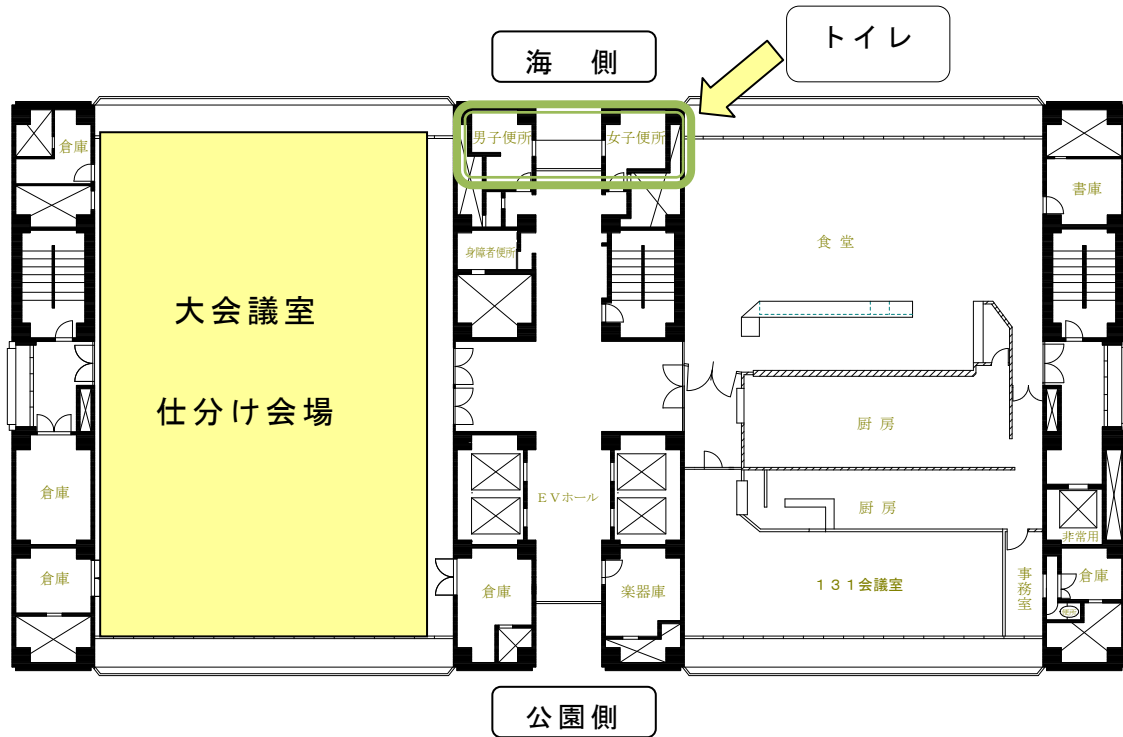 トイレ
海 側
男子便所
女子便所
倉庫
書庫
食 堂
身障者便所
大会議室
仕分け会場
厨 房
倉庫
EVホール
厨 房
非常用
倉庫
倉庫
楽器庫
131会議室
事務室
倉庫
便所
公園側